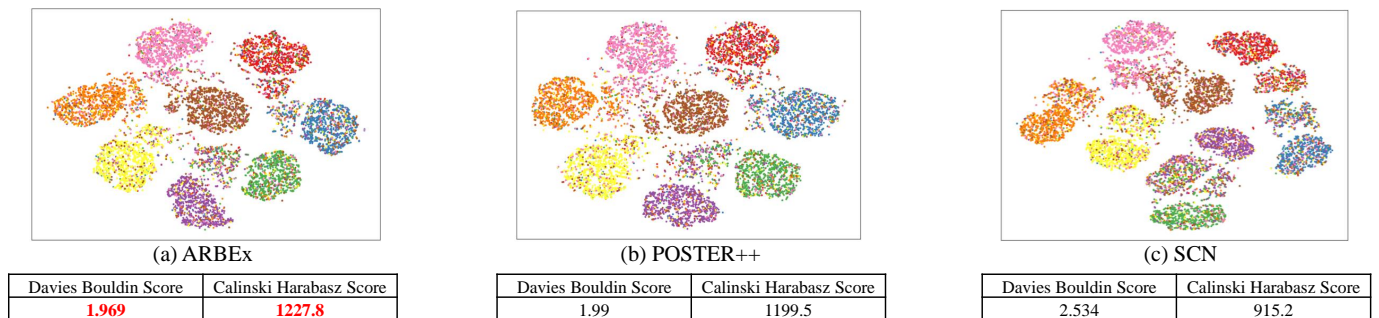 (a) ARBEx
Davies Bouldin Score Calinski Harabasz Score
1.969 1227.8
(b) POSTER++
Davies Bouldin Score Calinski Harabasz Score
1.99 1199.5
(c) SCN
Davies Bouldin Score Calinski Harabasz Score
2.534 915.2